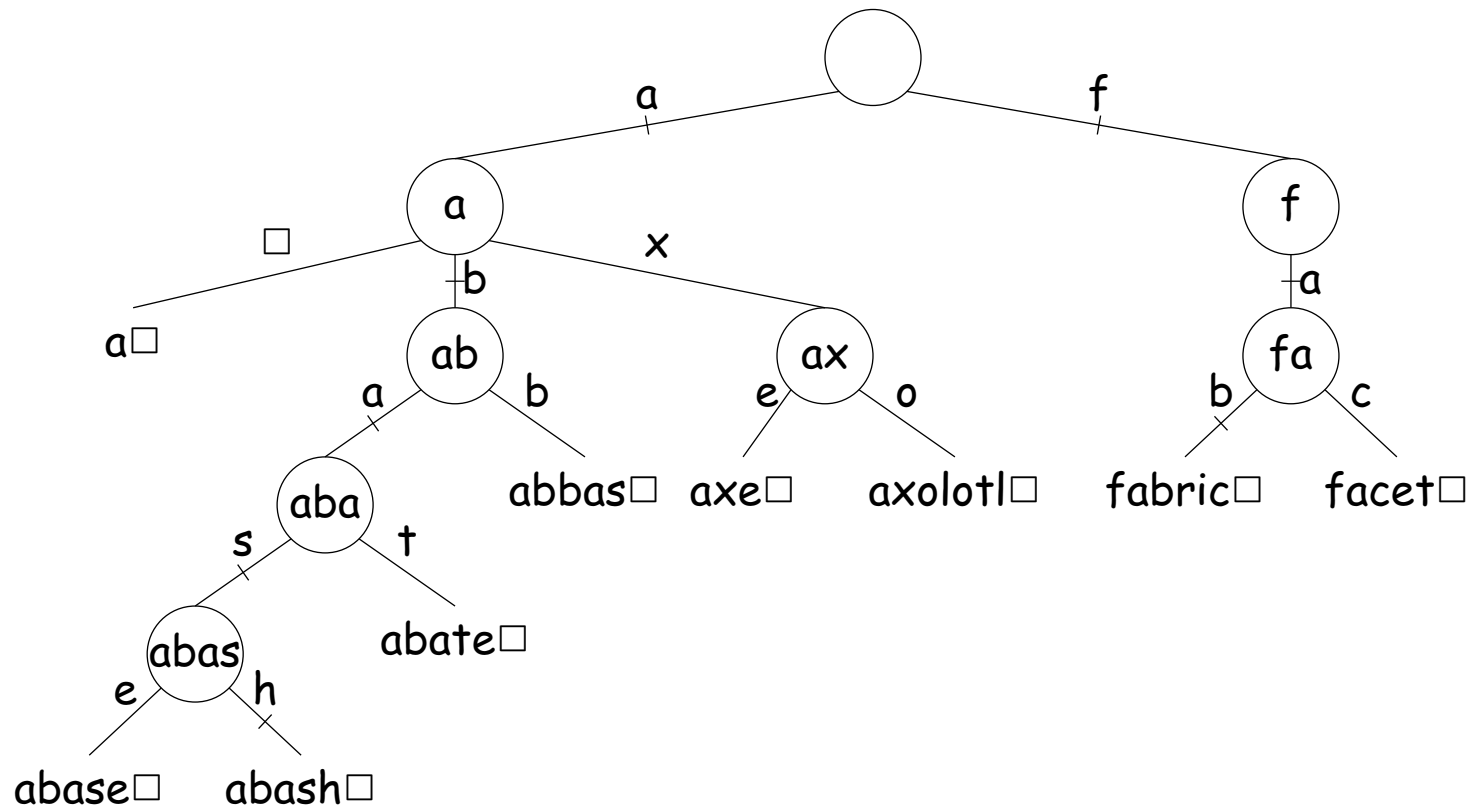 a f
a f
□ x
b a
a□ ab ax fa
a b e o b c
aba abbas□ axe□ axolotl□ fabric□ facet□
s t
abas abate□
e h
abase□ abash□